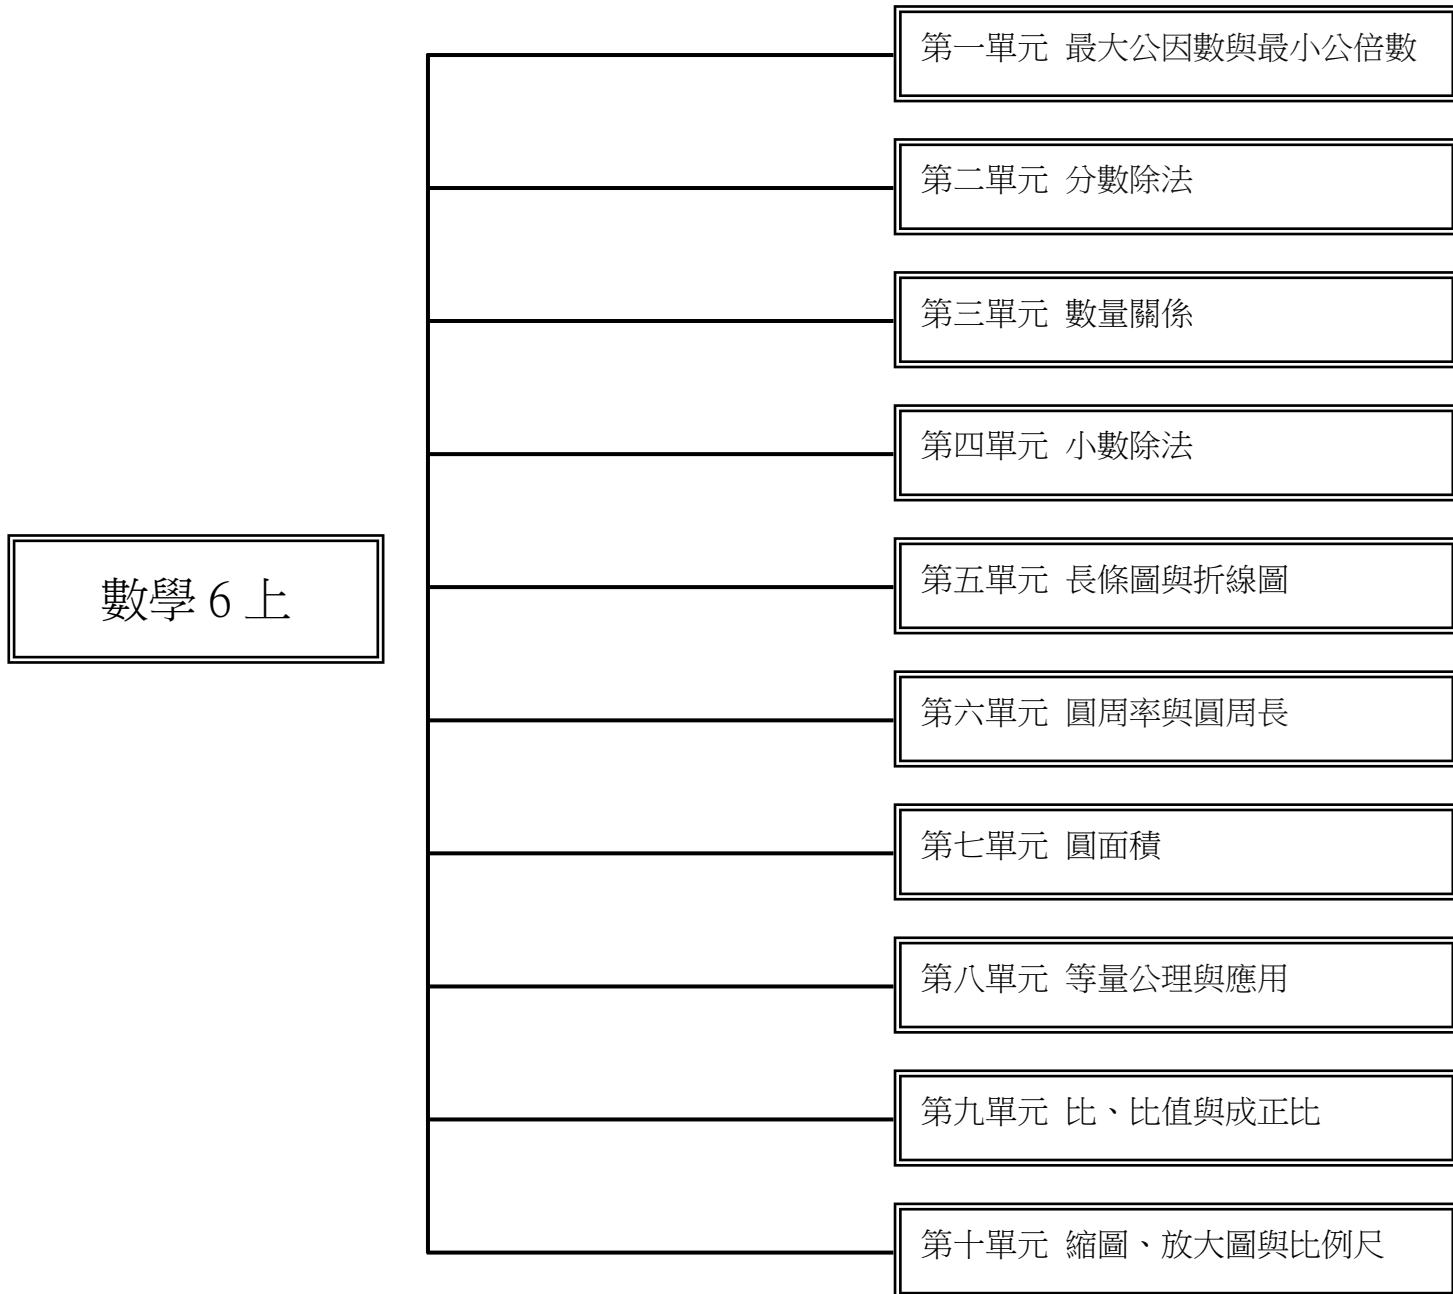 第一單元 最大公因數與最小公倍數
第二單元 分數除法
第三單元 數量關係
第四單元 小數除法
第五單元 長條圖與折線圖
數學 6 上
第六單元 圓周率與圓周長
第七單元 圓面積
第八單元 等量公理與應用
第九單元 比、比值與成正比
第十單元 縮圖、放大圖與比例尺